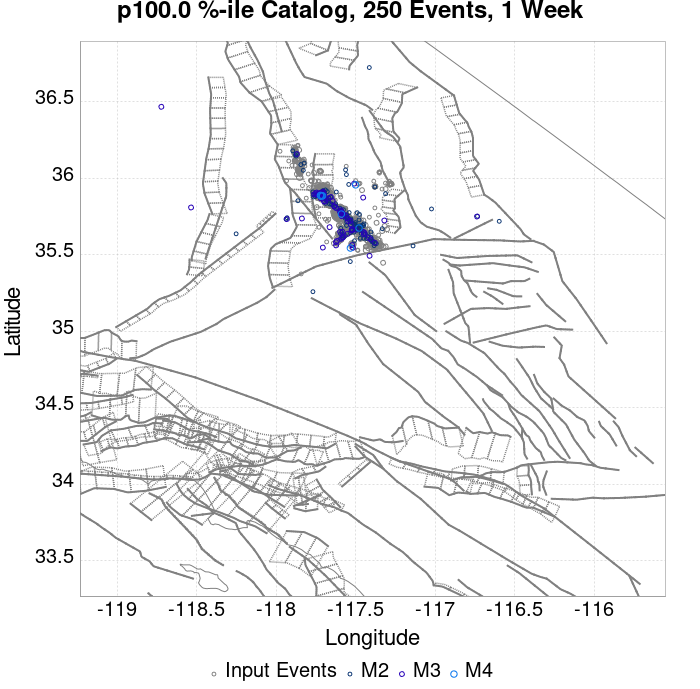 p100.0 %-ile Catalog, 250 Events, 1 Week
36.5
36
35.5
35
34.5
34
33.5
Latitude
-119 -118.5 -118 -117.5 -117 -116.5 -116
Longitude
Input Events M2 M3 M4